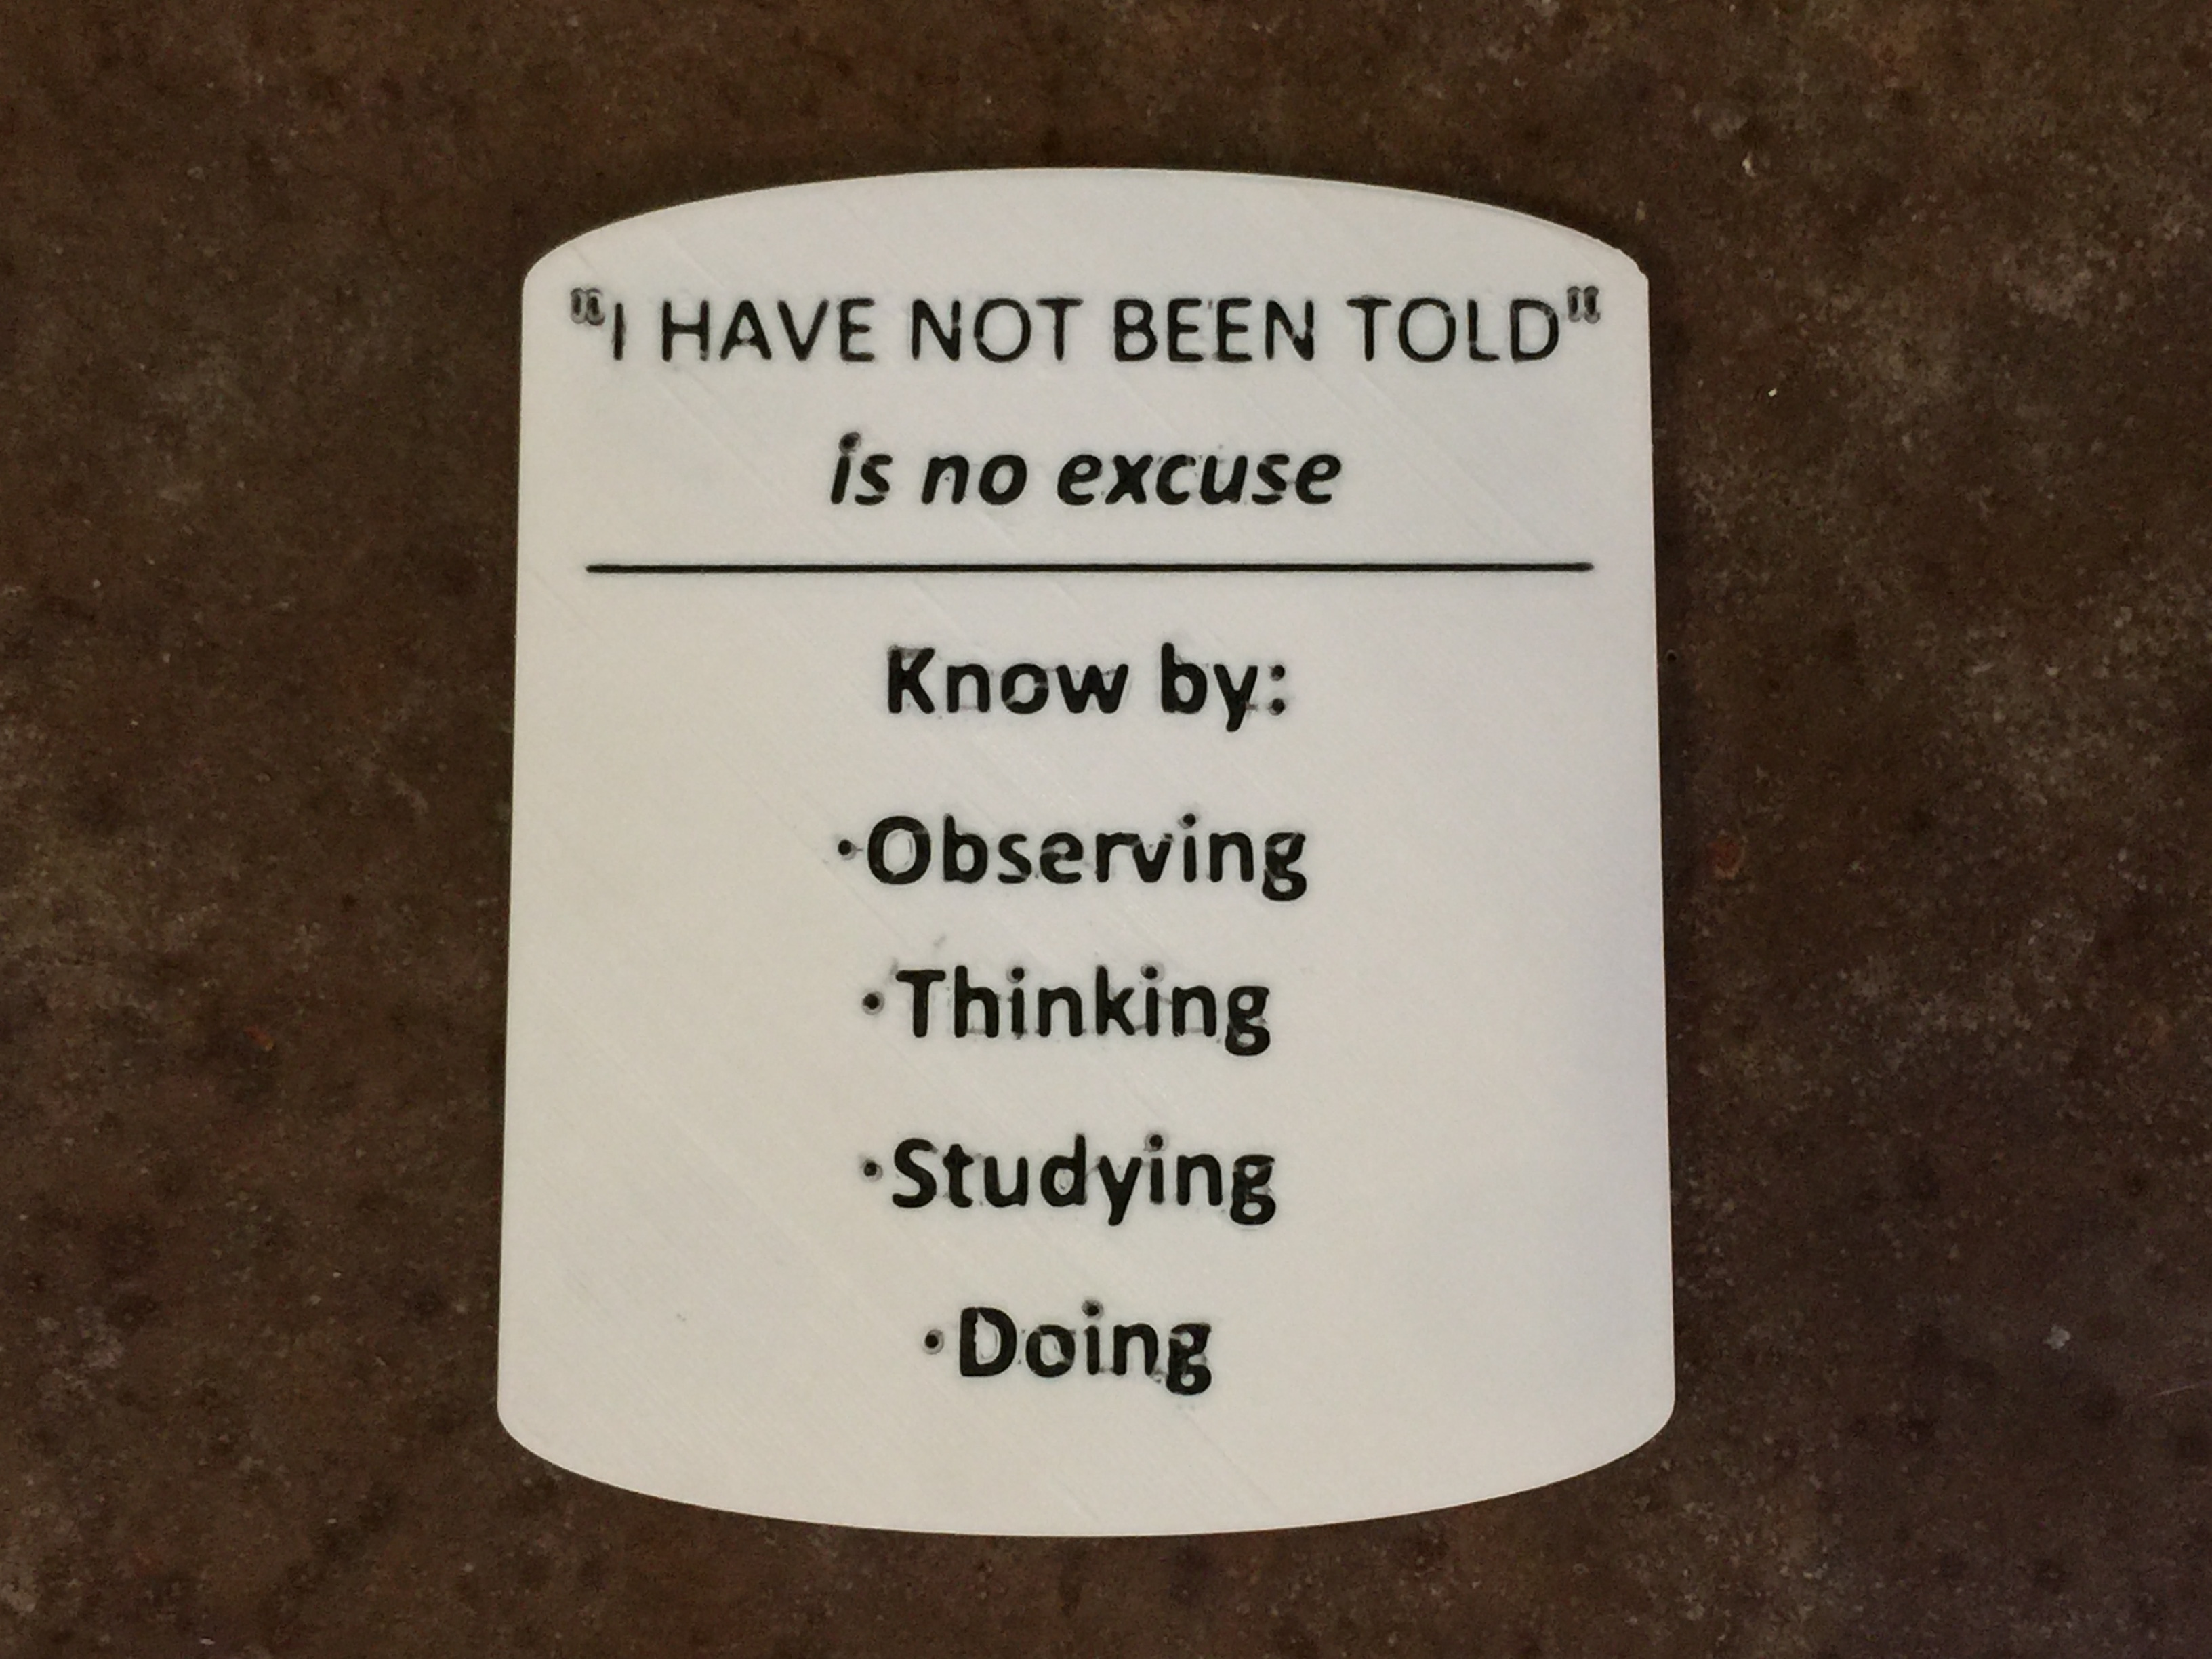 "I HAVE NOT BEEN TOLD"
is no excuse
Know by:
·Observing
·Thinking
·Studying
·Doing